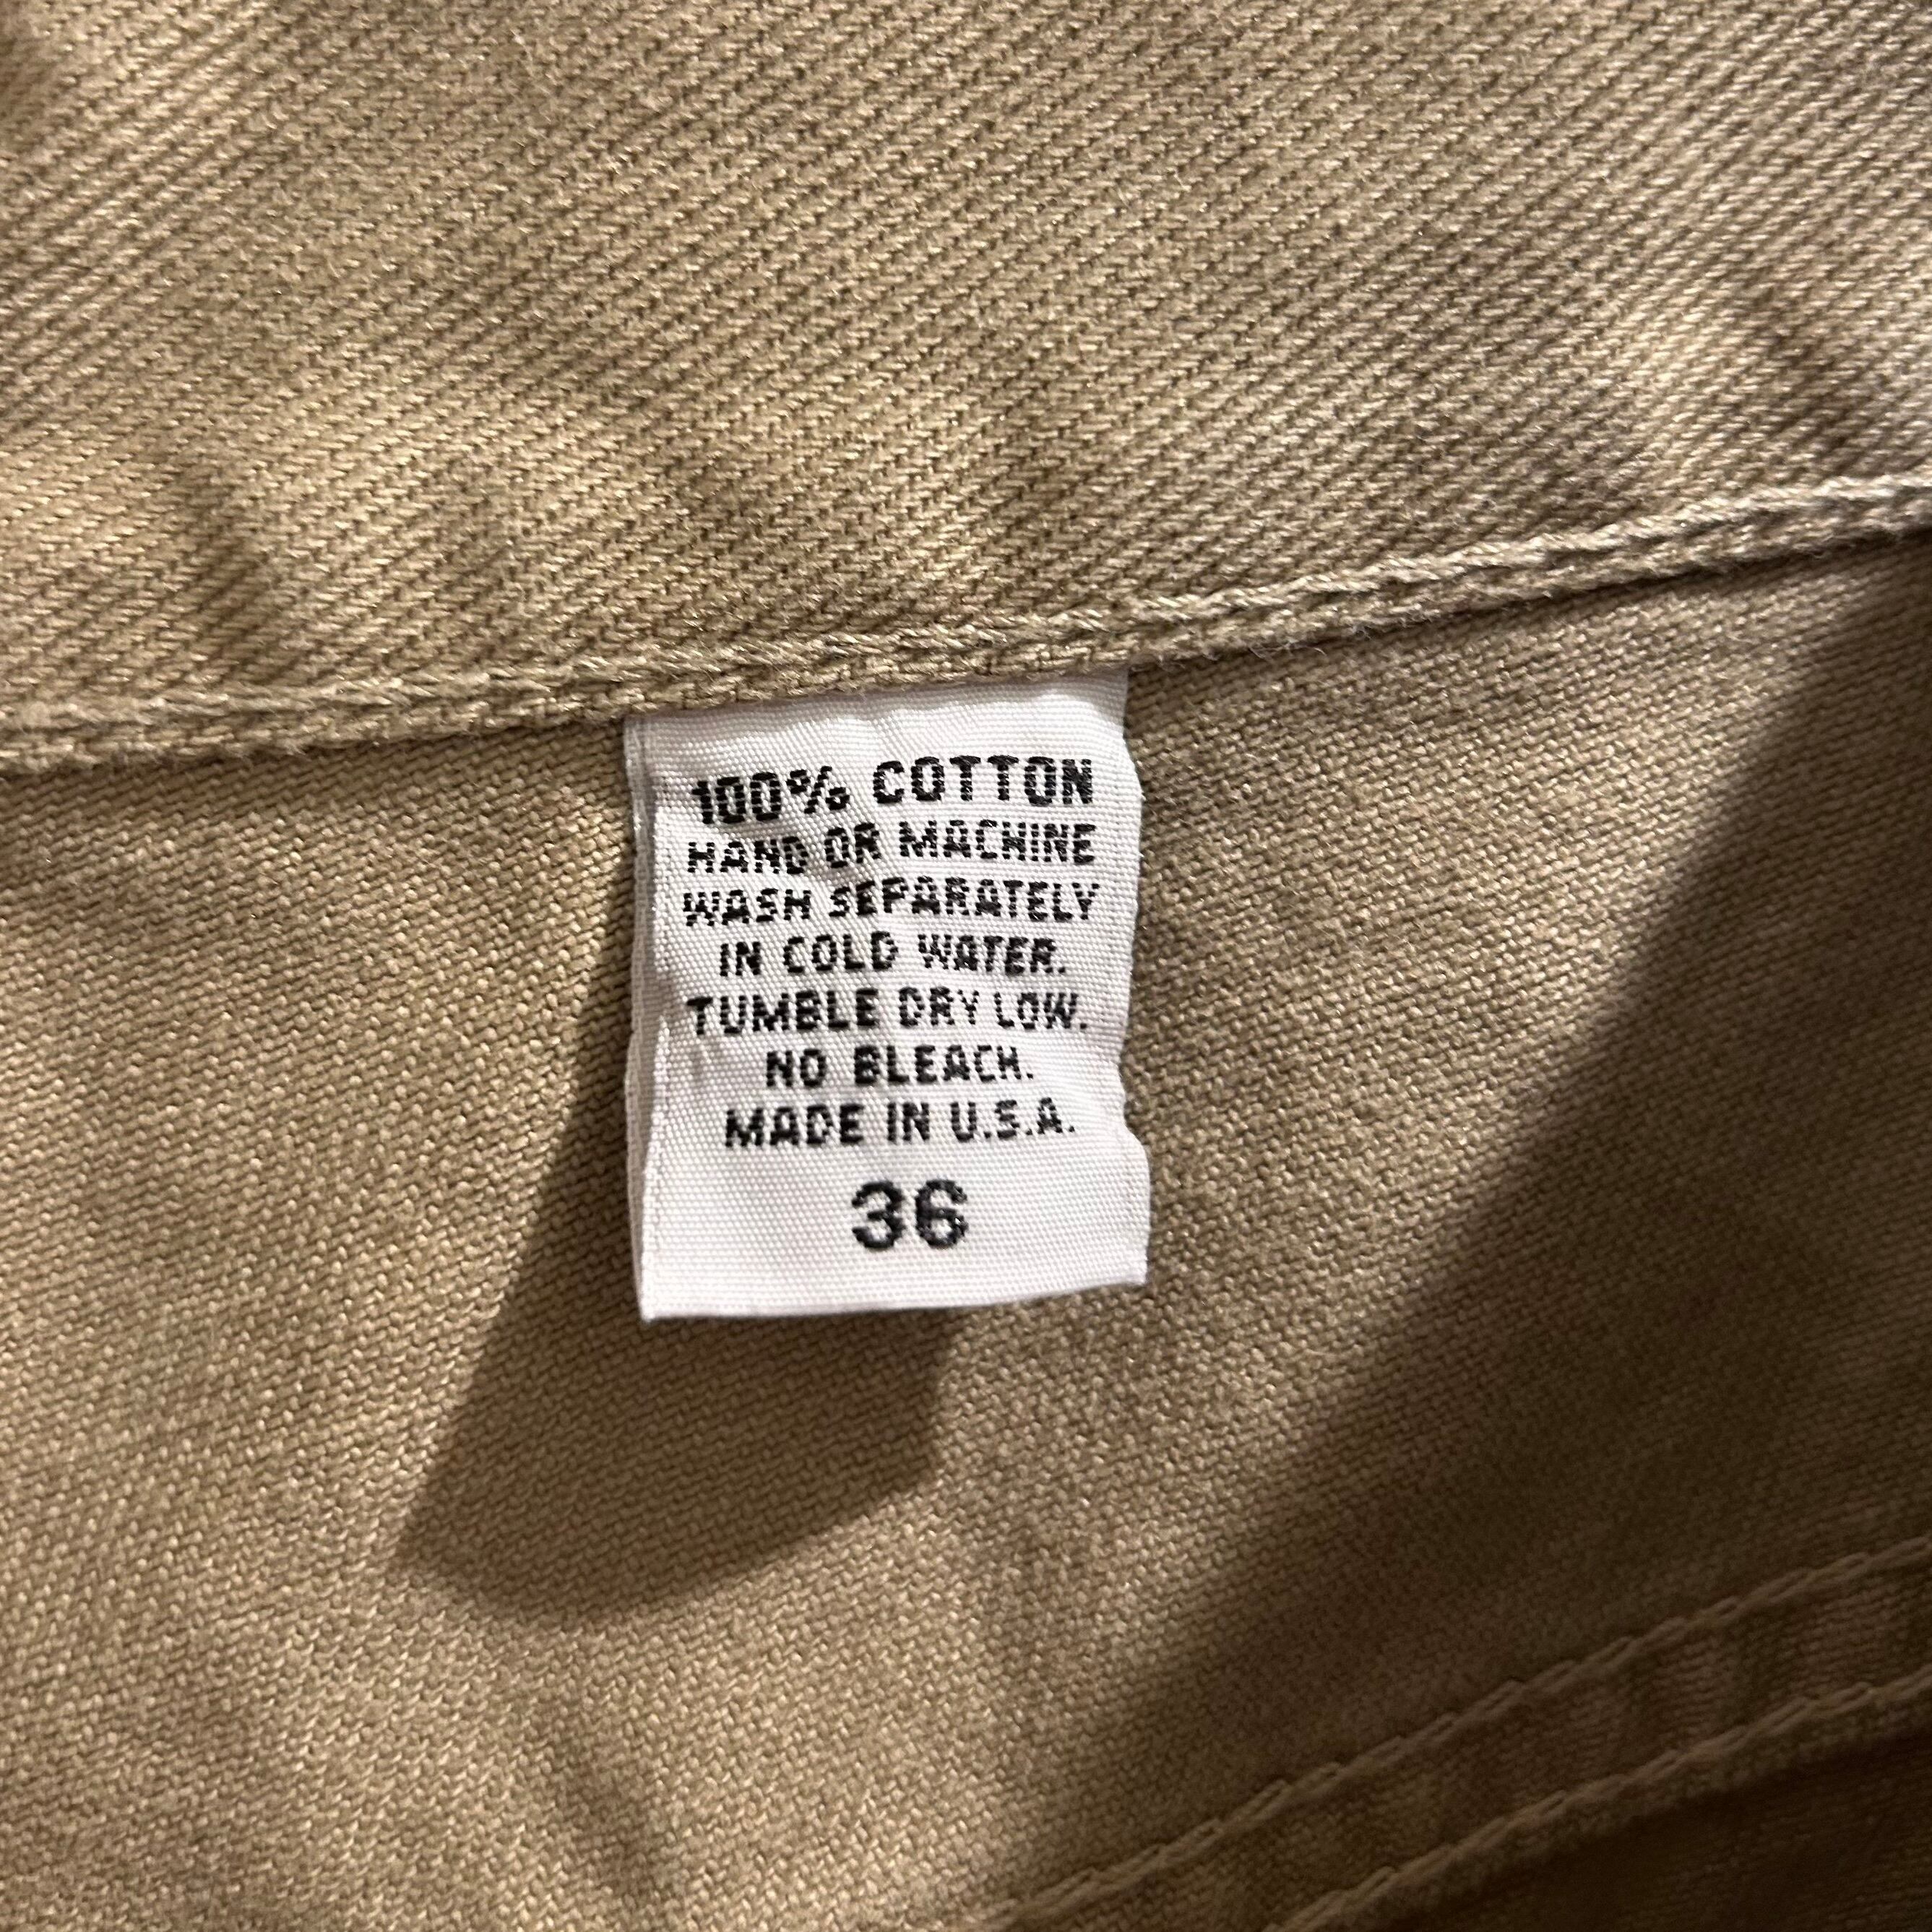 100% COTTON
HAND OR MACHINE
WASH SEPARATELY
IN COLD WATER.
TUMBLE DRY LOW.
NO BLEACH.
MADE IN U.S.A.
36